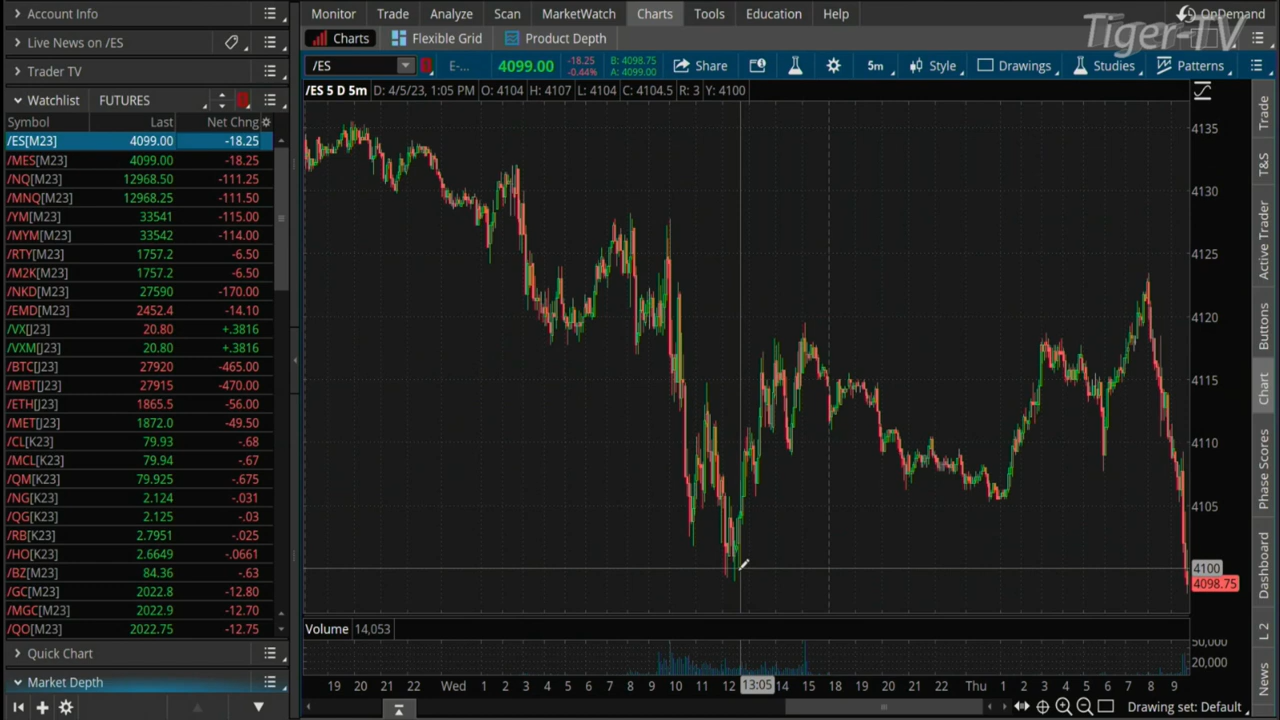 Account Info
Monitor Trade Analyze Scan MarketWatch Charts Tools Education Help OnDemand
Tiger-TV
Live News on /ES
Charts Flexible Grid Product Depth
Trader TV
/ES E-... 4099.00 -18.25 -0.44% B: 4098.75 A: 4099.00 Share 5m Style Drawings Studies Patterns
Watchlist FUTURES
/ES 5 D 5m D: 4/5/23, 1:05 PM O: 4104 H: 4107 L: 4104 C: 4104.5 R: 3 Y: 4100
Symbol Last Net Chng
/ES[M23] 4099.00 -18.25
/MES[M23] 4099.00 -18.25
/NQ[M23] 12968.50 -111.25
/MNQ[M23] 12968.25 -111.50
/YM[M23] 33541 -115.00
/MYM[M23] 33542 -114.00
/RTY[M23] 1757.2 -6.50
/M2K[M23] 1757.2 -6.50
/NKD[M23] 27590 -170.00
/EMD[M23] 2452.4 -14.10
/VX[J23] 20.80 +.3816
/VXM[J23] 20.80 +.3816
/BTC[J23] 27920 -465.00
/MBT[J23] 27915 -470.00
/ETH[J23] 1865.5 -56.00
/MET[J23] 1872.0 -49.50
/CL[K23] 79.93 -.68
/MCL[K23] 79.94 -.67
/QM[K23] 79.925 -.675
/NG[K23] 2.124 -.031
/QG[K23] 2.125 -.03
/RB[K23] 2.7951 -.025
/HO[K23] 2.6649 -.0661
/BZ[M23] 84.36 -.63
/GC[M23] 2022.8 -12.80
/MGC[M23] 2022.9 -12.70
/QO[M23] 2022.75 -12.75
Quick Chart
Market Depth
4135
4130
4125
4120
4115
4110
4105
4100
4098.75
Volume 14,053
50,000
20,000
19 20 21 22 Wed 1 2 3 4 5 6 7 8 9 10 12 13:05 14 15 18 19 20 21 22 Thu 1 2 3 4 5 6 7 8 9
Drawing set: Default
Trade
T&S
Active Trader
Buttons
Chart
Phase Scores
Dashboard
L 2
News